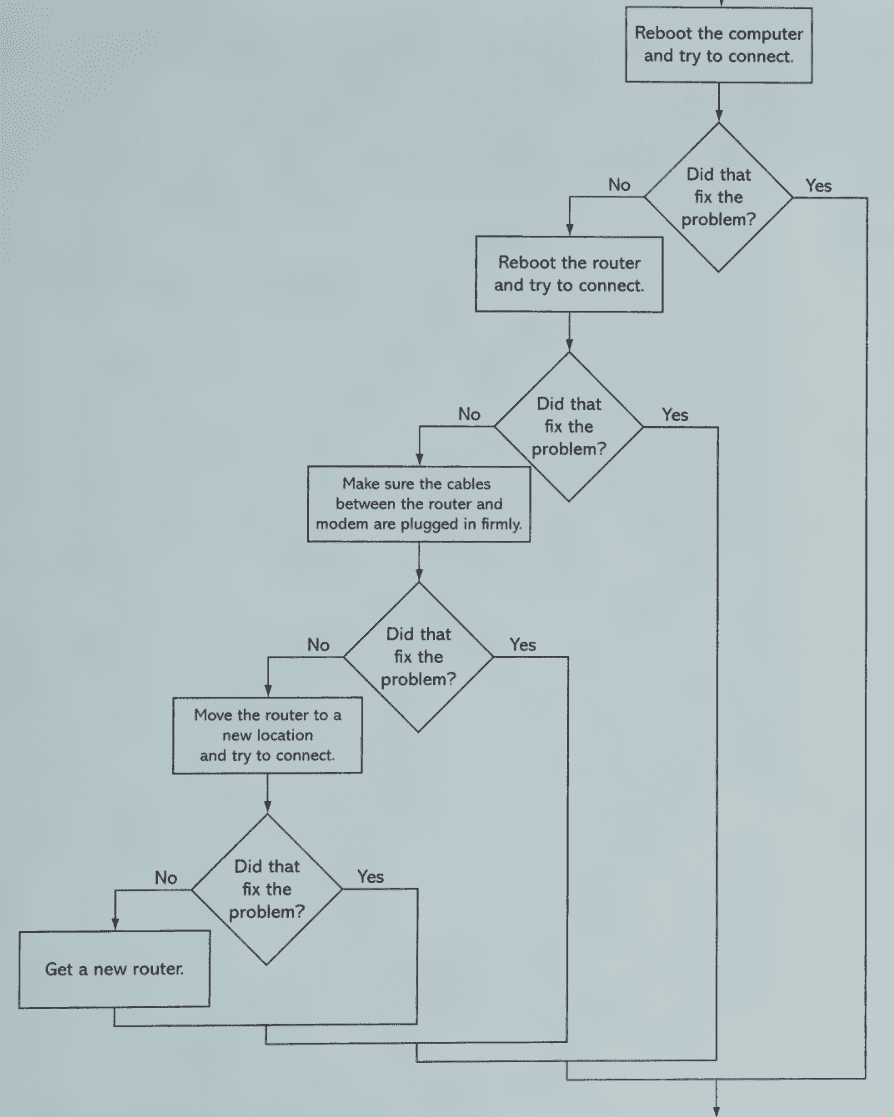 Reboot the computer
and try to connect.
Did that
fix the
problem?
No
Yes
Reboot the router
and try to connect.
Did that
fix the
problem?
No
Yes
Make sure the cables
between the router and
modem are plugged in firmly.
Did that
fix the
problem?
No
Yes
Move the router to a
new location
and try to connect.
Did that
fix the
problem?
No
Yes
Get a new router.